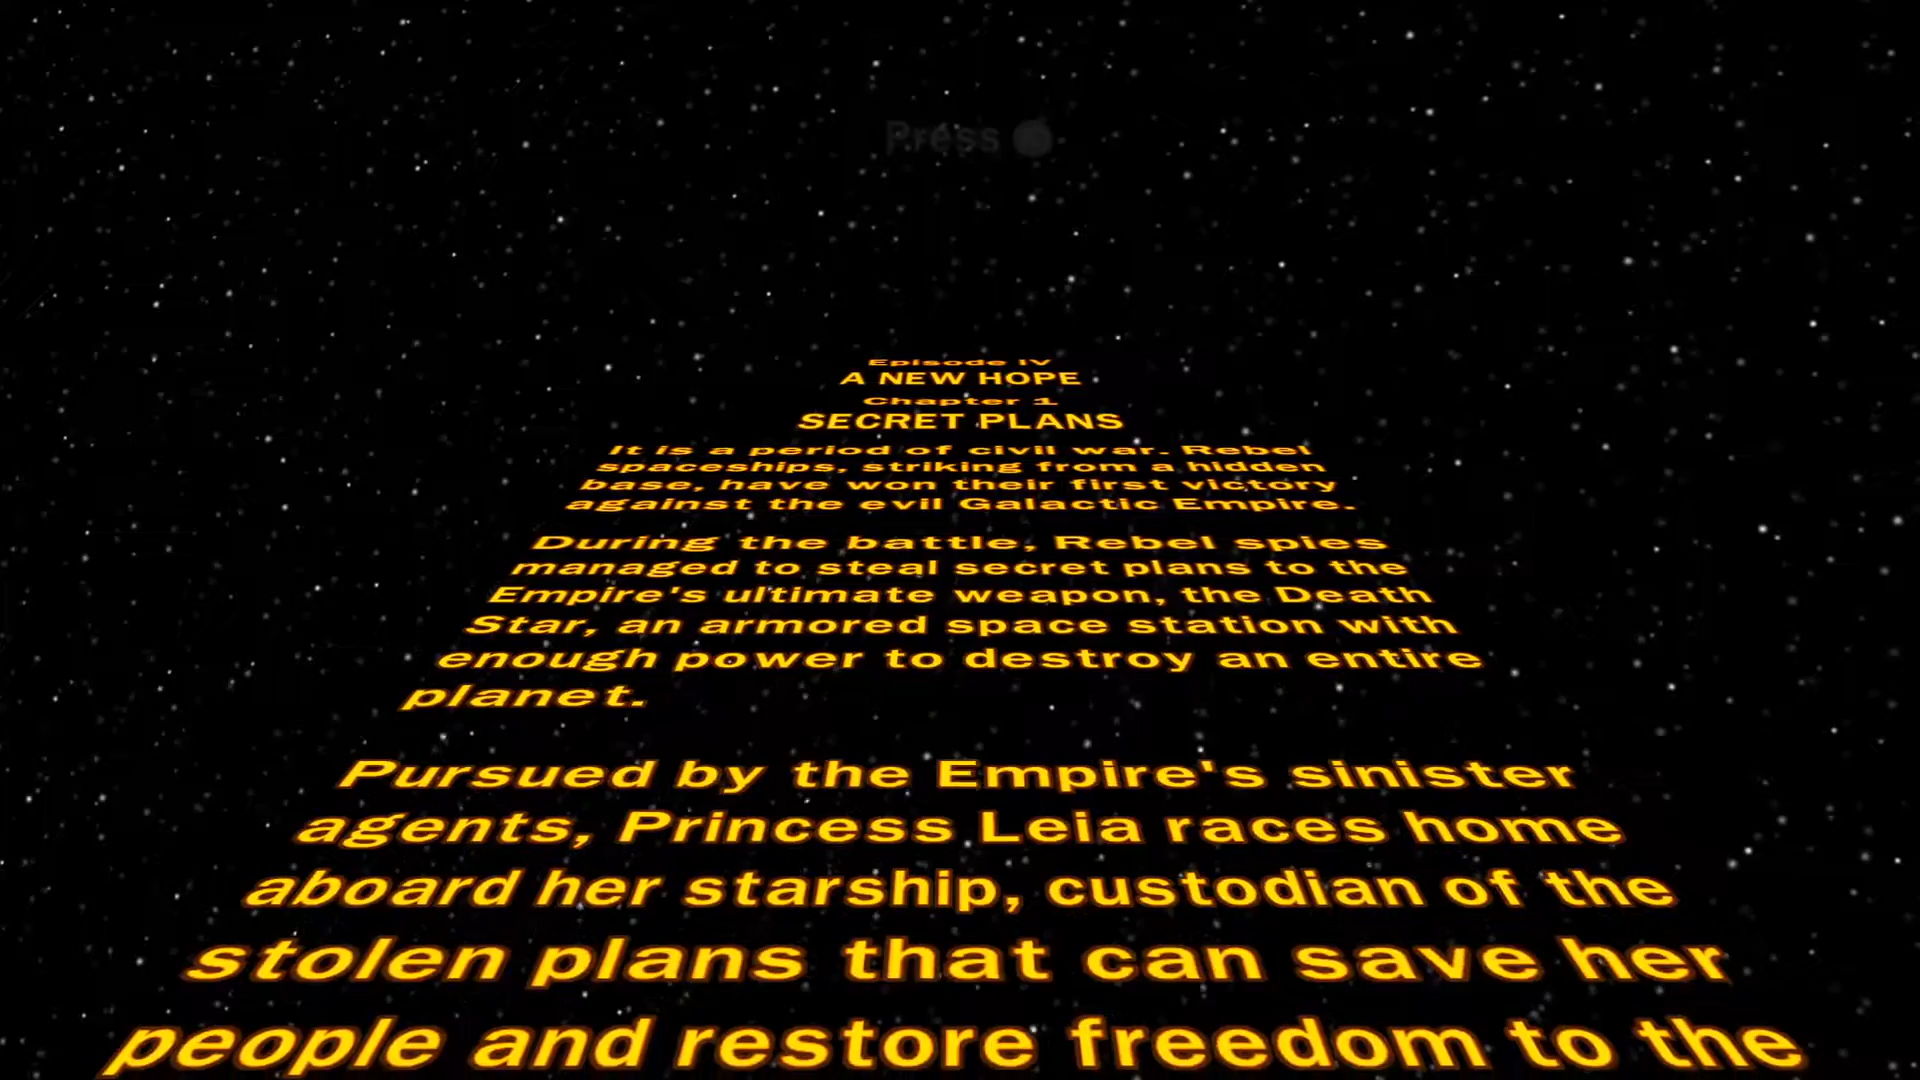 Press
Episode IV
A NEW HOPE
Chapter 1
SECRET PLANS
It is a period of civil war. Rebel
spaceships, striking from a hidden
base, have won their first victory
against the evil Galactic Empire.
During the battle, Rebel spies
managed to steal secret plans to the
Empire's ultimate weapon, the Death
Star, an armored space station with
enough power to destroy an entire
planet.
Pursued by the Empire's sinister
agents, Princess Leia races home
aboard her starship, custodian of the
stolen plans that can save her
people and restore freedom to the